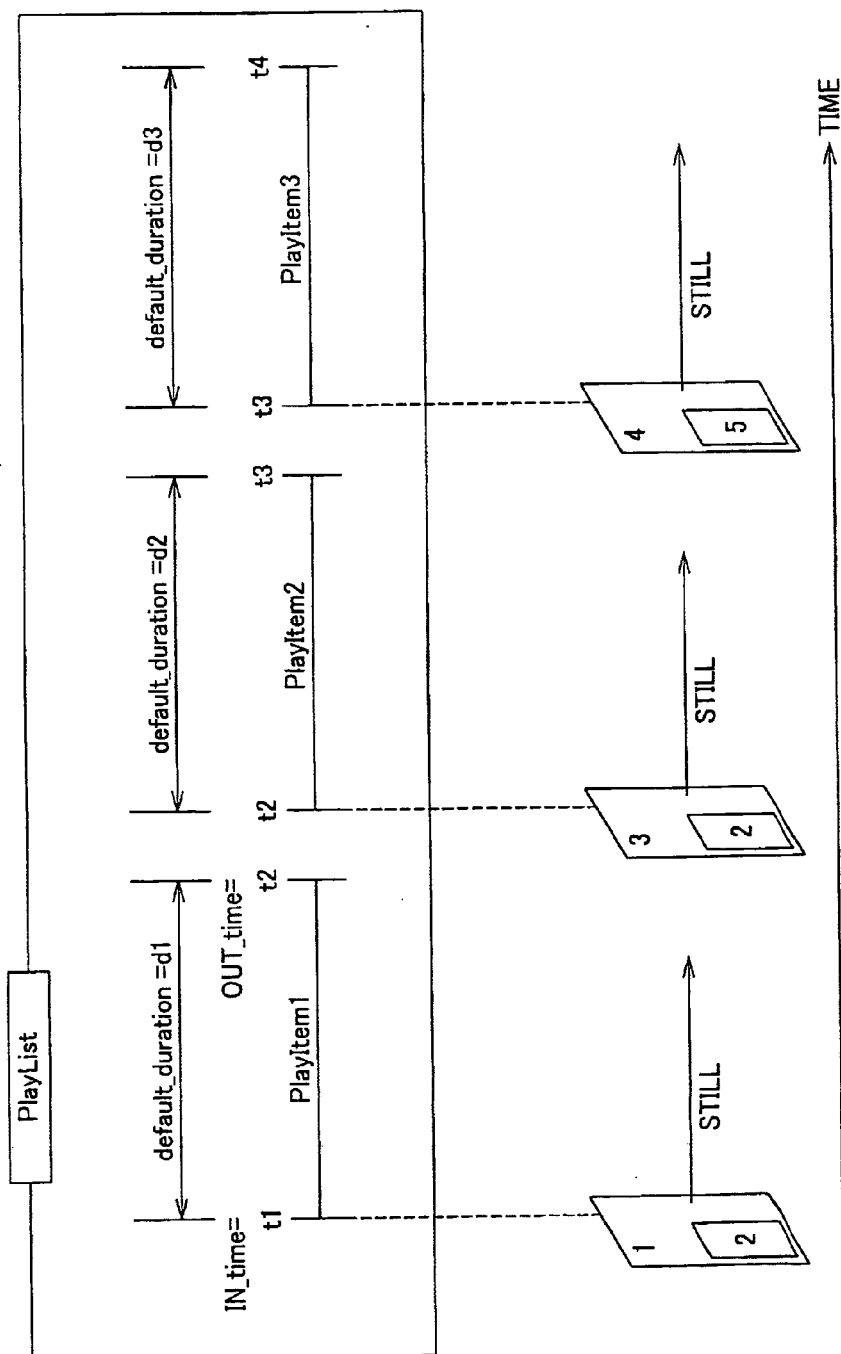 PlayList
default_duration =d1
default_duration =d2
default_duration =d3
IN_time=
t1
OUT_time=
t2
t2
t3
t3
t4
PlayItem1
PlayItem2
PlayItem3
1
2
STILL
3
2
STILL
4
5
STILL
TIME